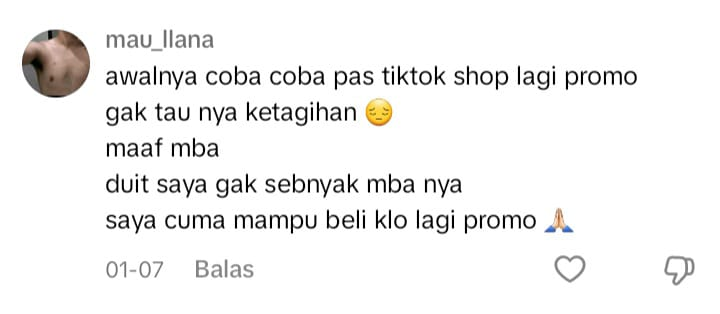 mau_llana
awalnya coba coba pas tiktok shop lagi promo
gak tau nya ketagihan 😔
maaf mba
duit saya gak sebnyak mba nya
saya cuma mampu beli klo lagi promo 🙏🏻
01-07 Balas